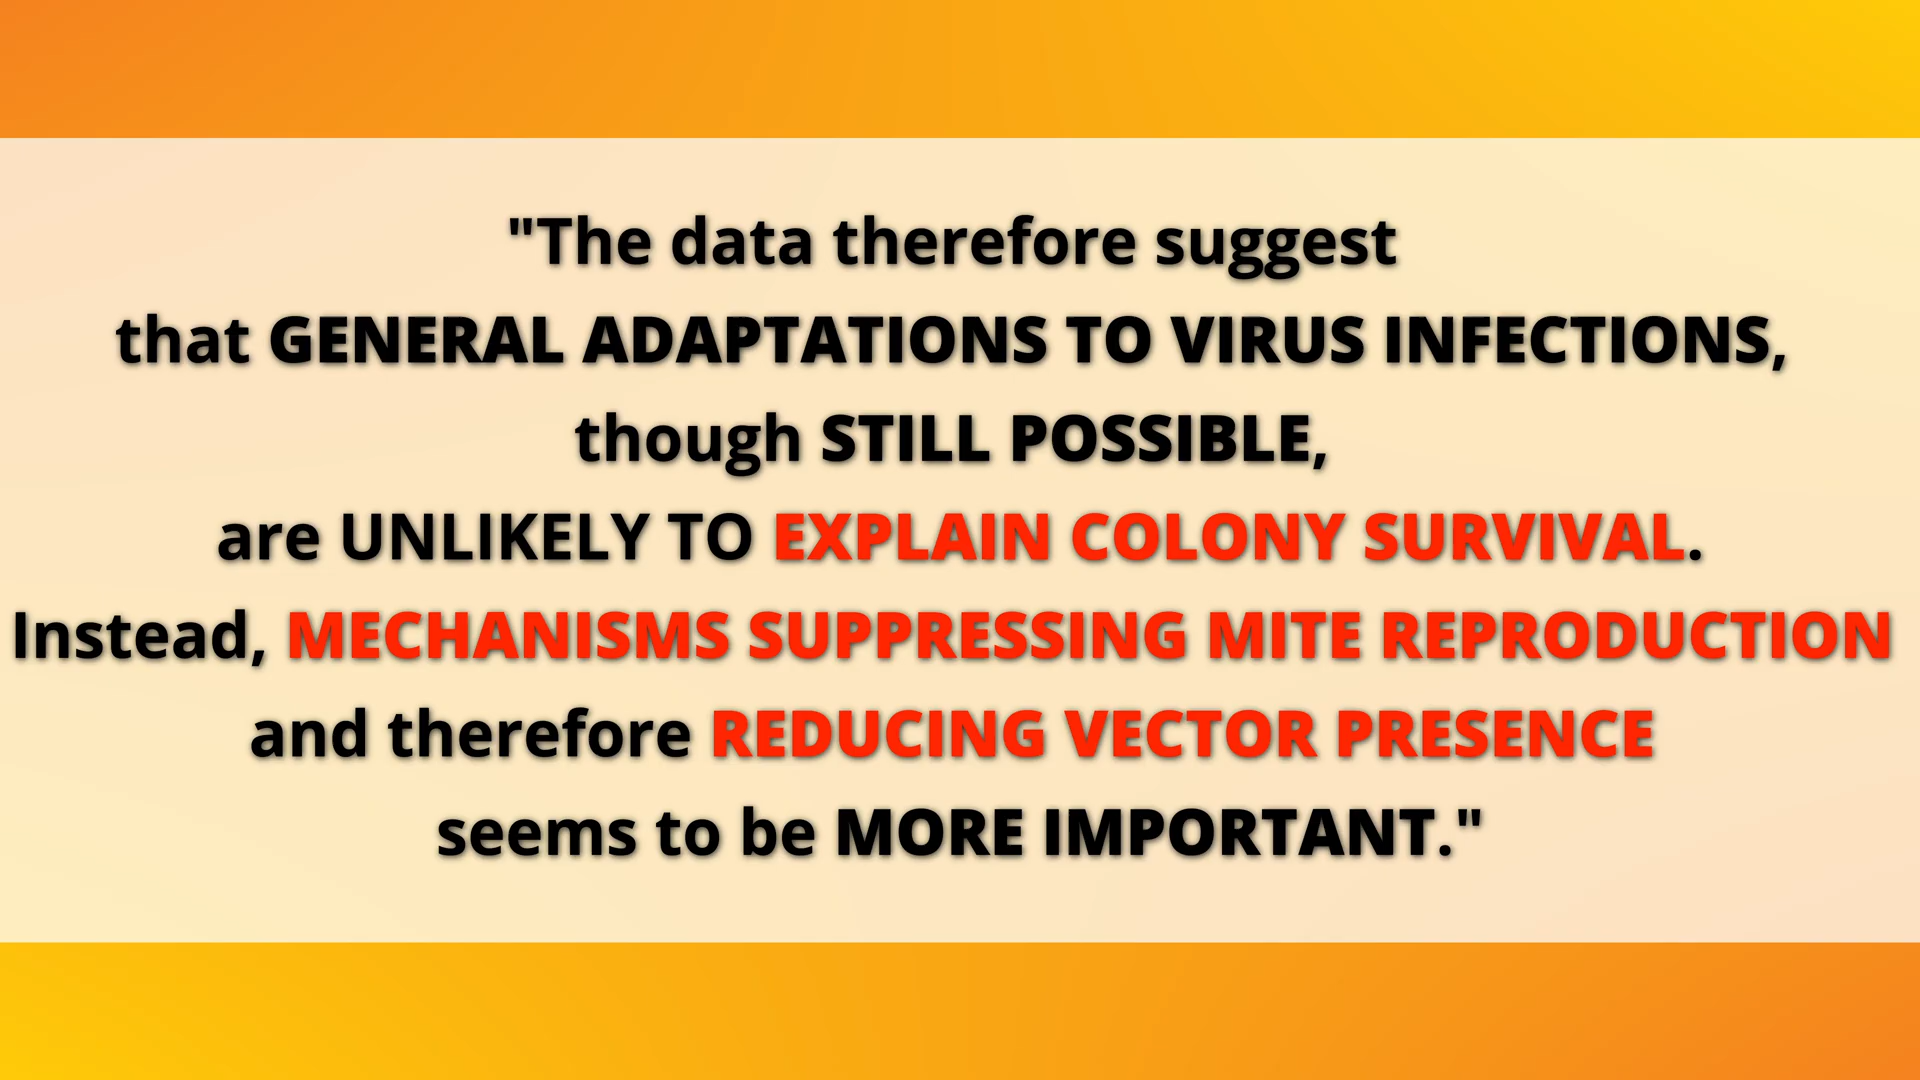 "The data therefore suggest
that GENERAL ADAPTATIONS TO VIRUS INFECTIONS,
though STILL POSSIBLE,
are UNLIKELY TO EXPLAIN COLONY SURVIVAL.
Instead, MECHANISMS SUPPRESSING MITE REPRODUCTION
and therefore REDUCING VECTOR PRESENCE
seems to be MORE IMPORTANT."